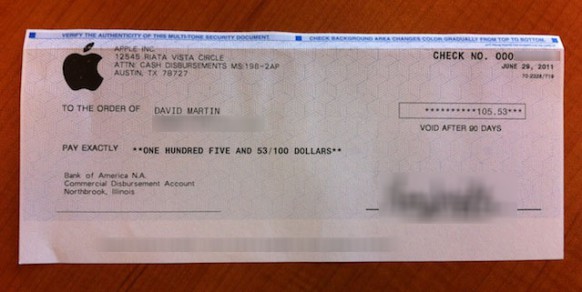 VERIFY THE AUTHENTICITY OF THIS MULTI-TONE SECURITY DOCUMENT.
CHECK BACKGROUND AREA CHANGES COLOR GRADUALLY FROM TOP TO BOTTOM.
APPLE INC.
12545 RIATA VISTA CIRCLE
ATTN: CASH DISBURSEMENTS MS:198-2AP
AUSTIN, TX 78727
CHECK NO. 000
JUNE 29, 2011
TO THE ORDER OF DAVID MARTIN
**********105.53***
VOID AFTER 90 DAYS
PAY EXACTLY **ONE HUNDRED FIVE AND 53/100 DOLLARS**
Bank of America N.A.
Commercial Disbursement Account
Northbrook, Illinois